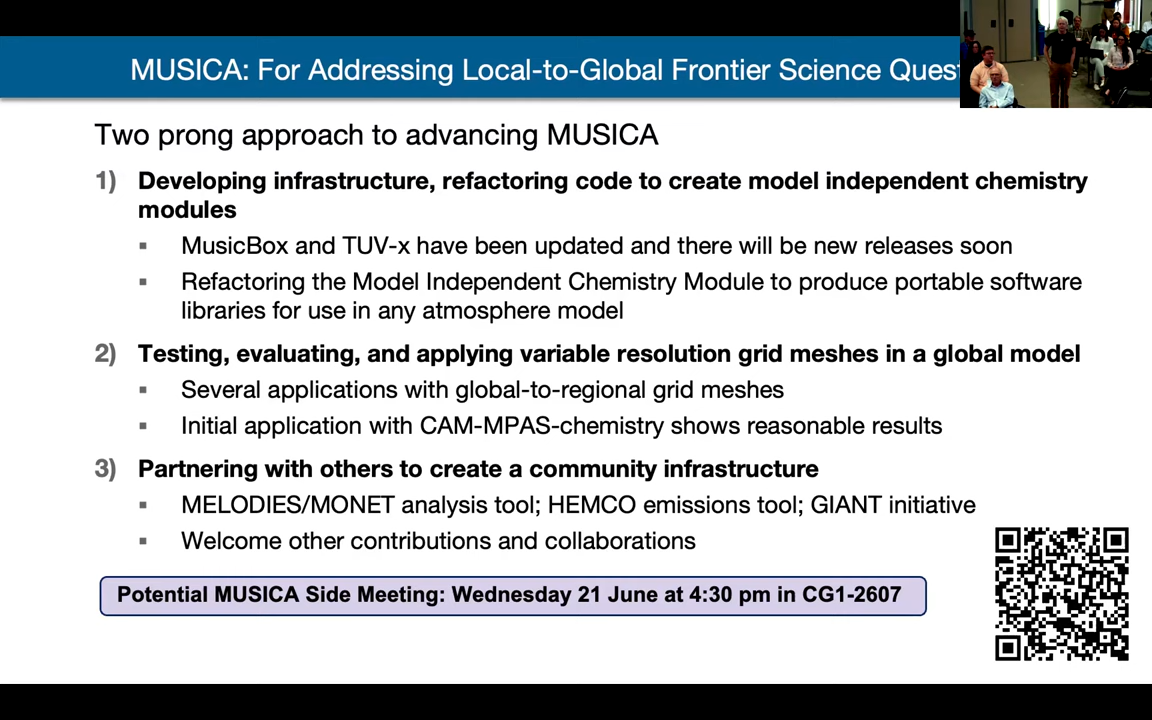 MUSICA: For Addressing Local-to-Global Frontier Science
Two prong approach to advancing MUSICA
1) Developing infrastructure, refactoring code to create model independent chemistry
modules
▪ MusicBox and TUV-x have been updated and there will be new releases soon
▪ Refactoring the Model Independent Chemistry Module to produce portable software
libraries for use in any atmosphere model
2) Testing, evaluating, and applying variable resolution grid meshes in a global model
▪ Several applications with global-to-regional grid meshes
▪ Initial application with CAM-MPAS-chemistry shows reasonable results
3) Partnering with others to create a community infrastructure
▪ MELODIES/MONET analysis tool; HEMCO emissions tool; GIANT initiative
▪ Welcome other contributions and collaborations
Potential MUSICA Side Meeting: Wednesday 21 June at 4:30 pm in CG1-2607